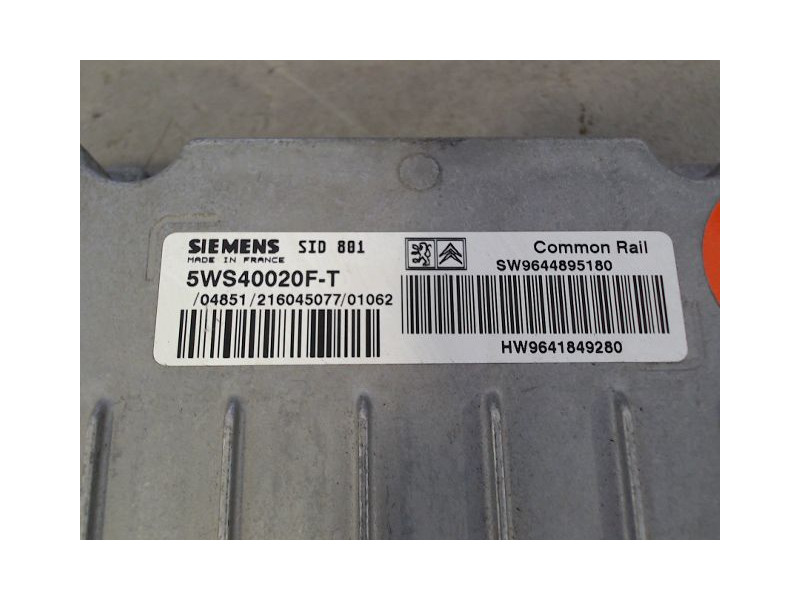 SIEMENS SID 801
MADE IN FRANCE
5WS40020F-T
/04851/216045077/01062
Common Rail
SW9644895180
HW9641849280